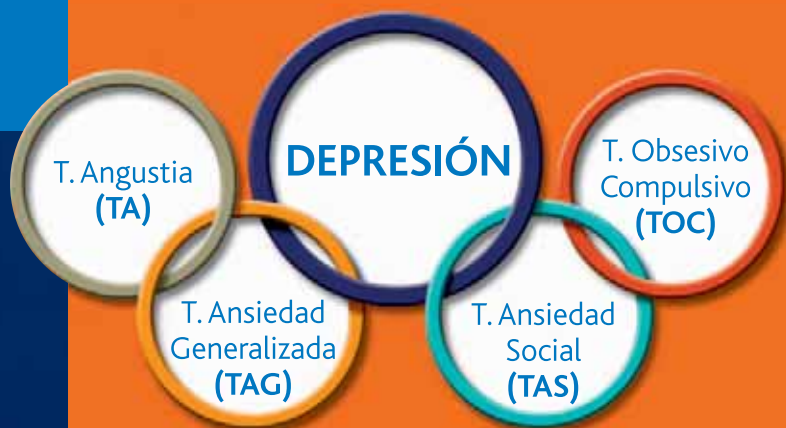 T. Angustia
(TA)
DEPRESIÓN
T. Obsesivo
Compulsivo
(TOC)
T. Ansiedad
Generalizada
(TAG)
T. Ansiedad
Social
(TAS)